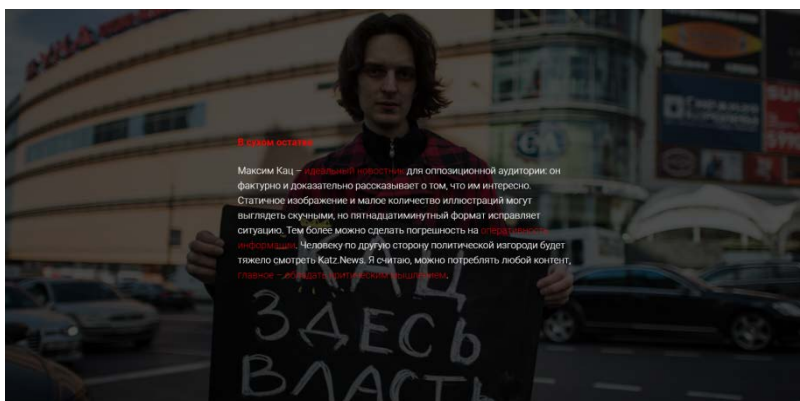 В сухом остатке
Максим Кац – идеальный новостник для оппозиционной аудитории: он
фактурно и доказательно рассказывает о том, что им интересно.
Статичное изображение и малое количество иллюстраций могут
выглядеть скучными, но пятнадцатиминутный формат исправляет
ситуацию. Тем более можно сделать погрешность на оперативность
информации. Человеку по другую сторону политической изгороди будет
тяжело смотреть Katz.News. Я считаю, можно потреблять любой контент,
главное – обладать критическим мышлением.
КАЦ
ЗДЕСЬ
ВЛАСТЬ